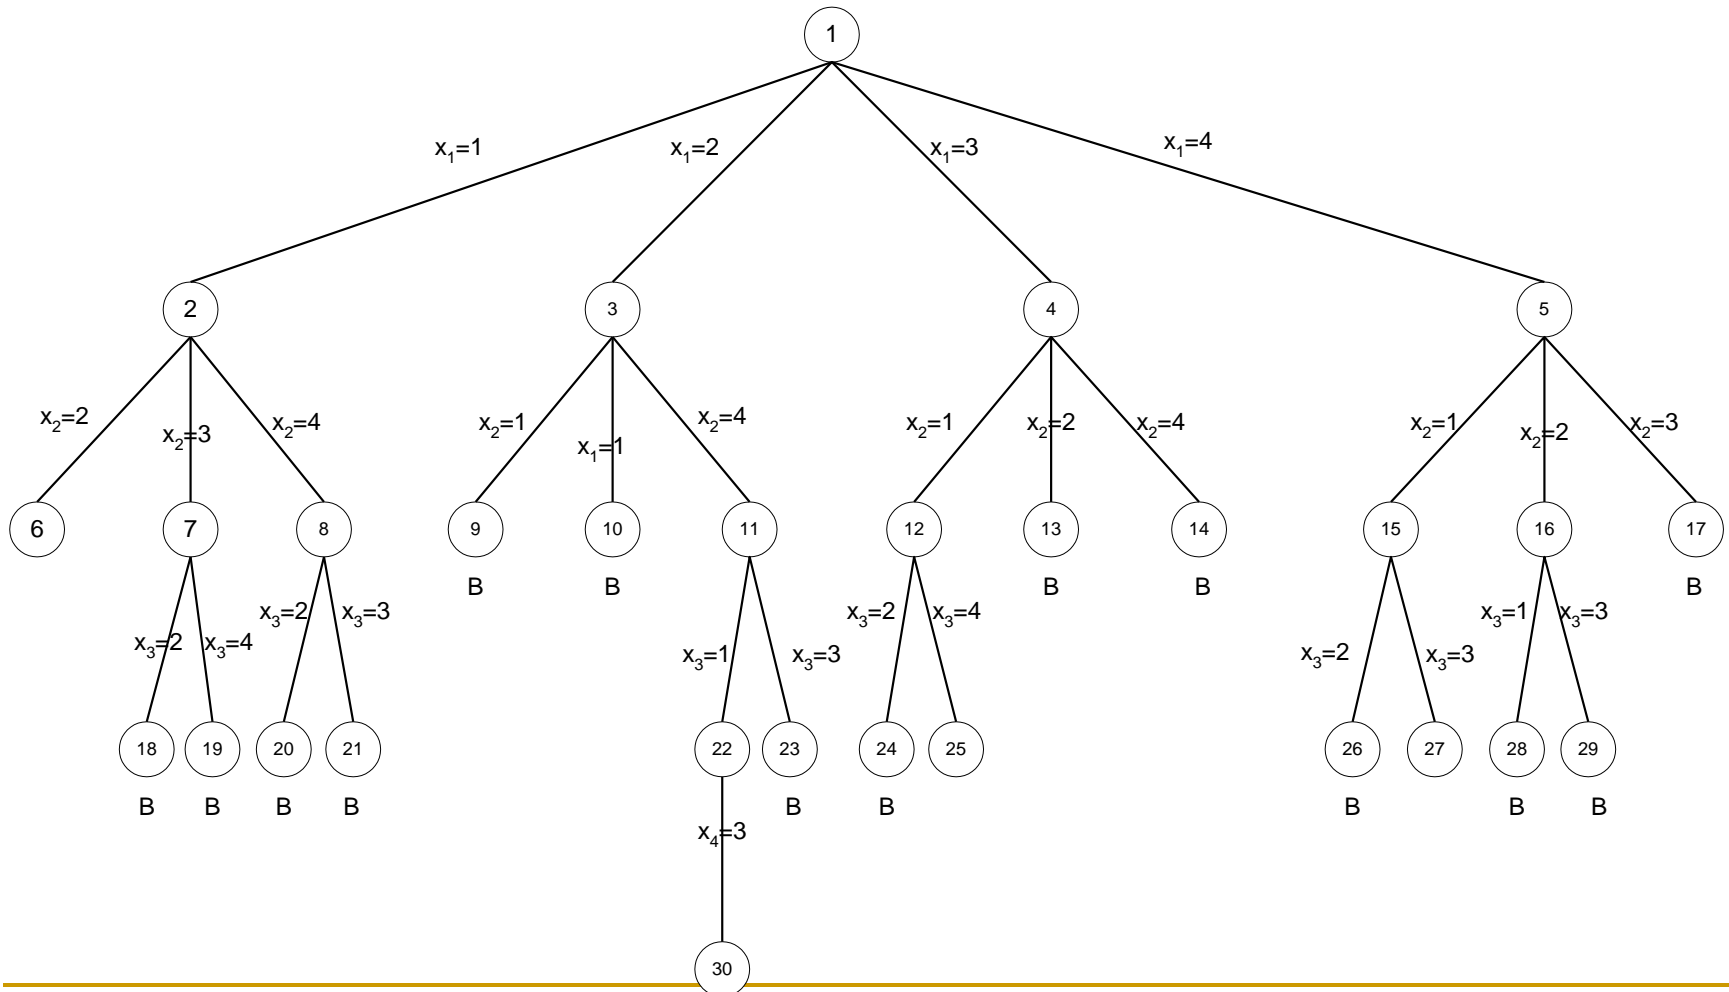 1
x1=1 x1=2 x1=3 x1=4
2 3 4 5
x2=2 x2=3 x2=4 x2=1 x1=1 x2=4 x2=1 x2=2 x2=4 x2=1 x2=2 x2=3
6 7 8 9 10 11 12 13 14 15 16 17
B B B B B
x3=2 x3=4 x3=2 x3=3 x3=1 x3=3 x3=2 x3=4 x3=2 x3=3 x3=1 x3=3
18 19 20 21 22 23 24 25 26 27 28 29
B B B B B B B B B
x4=3
30